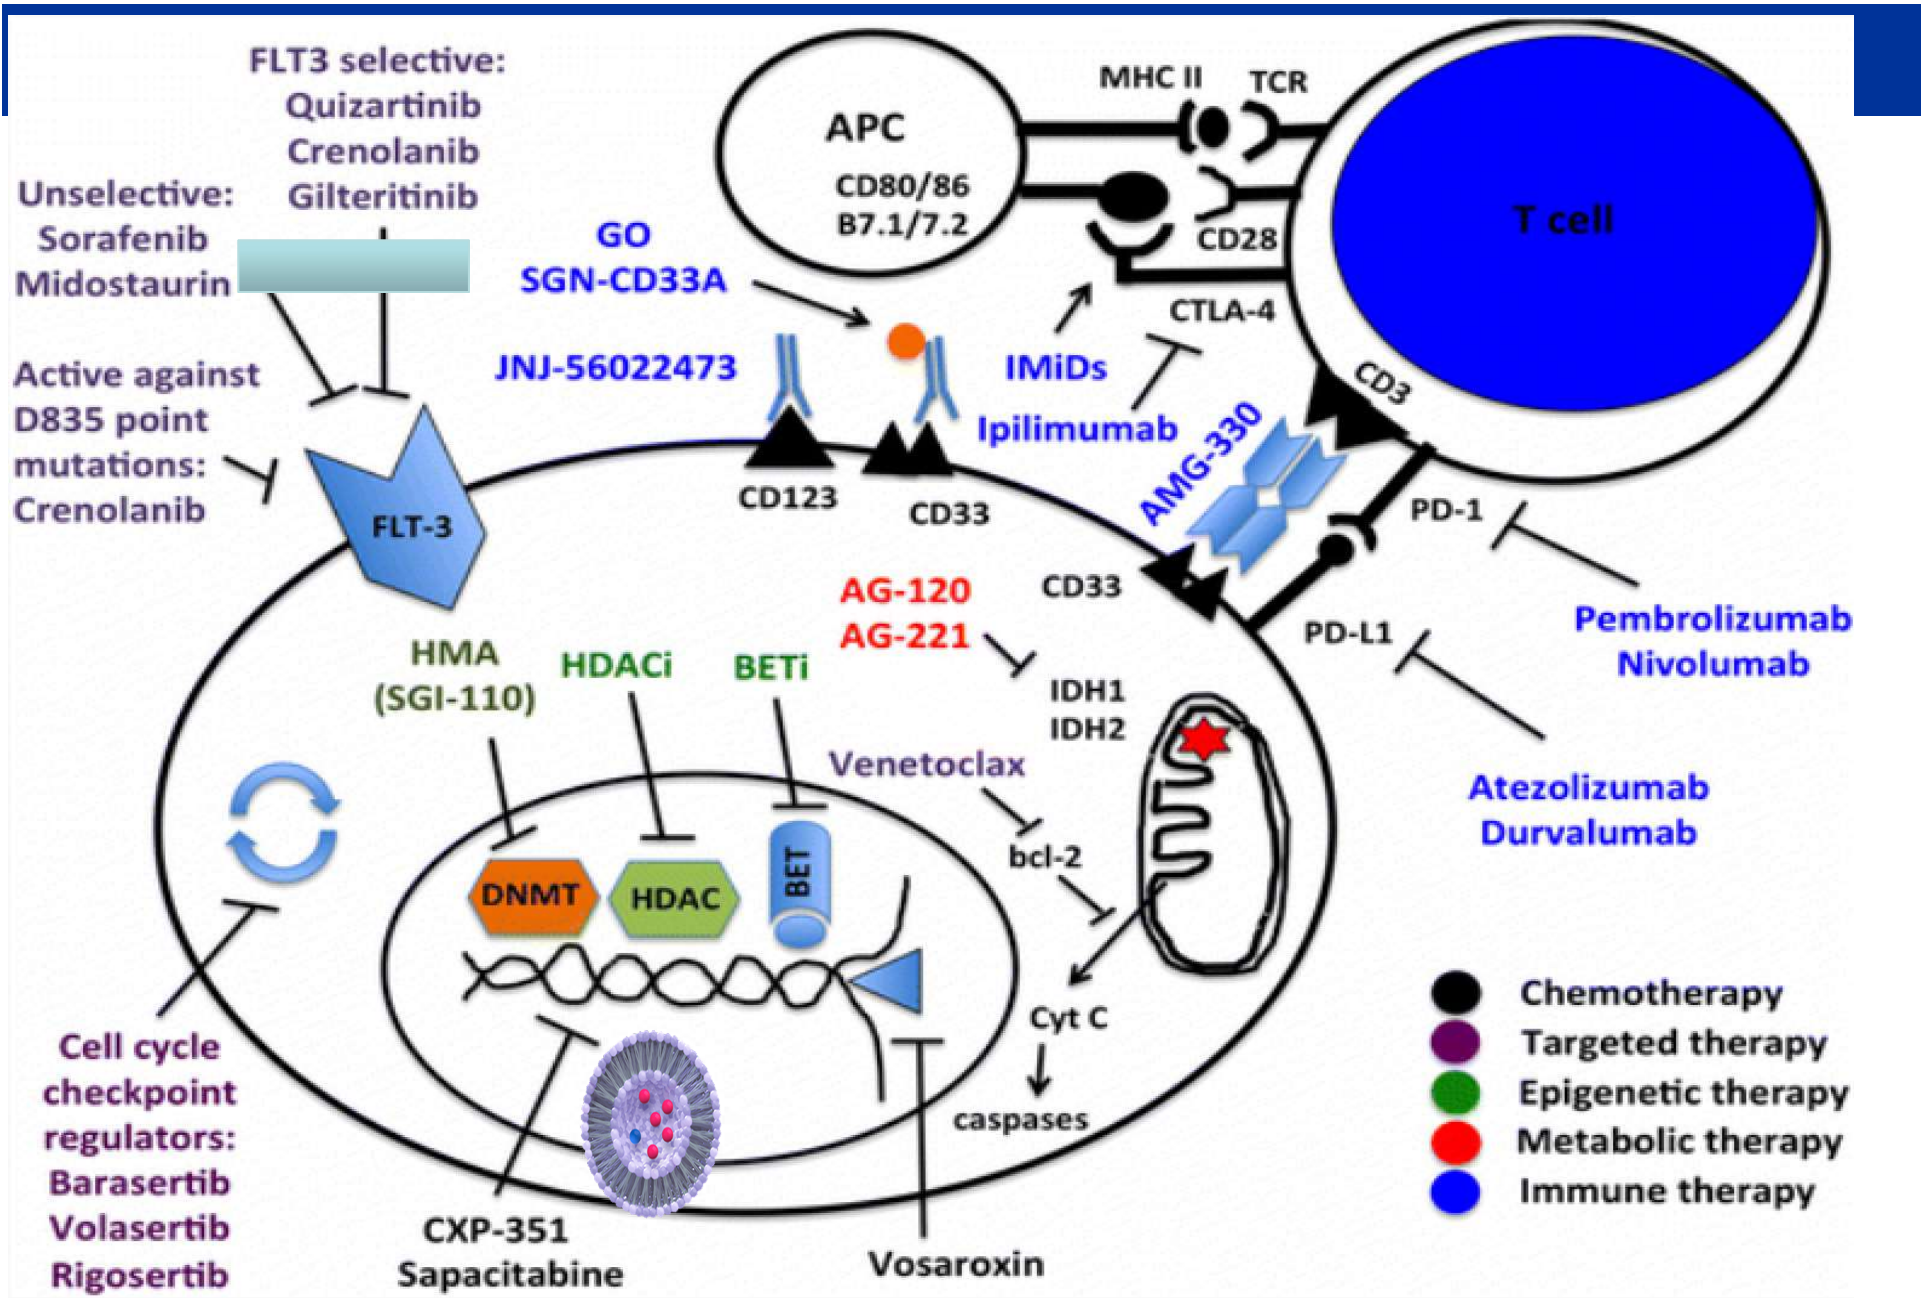 FLT3 selective:
Quizartinib
Crenolanib
Gilteritinib
Unselective:
Sorafenib
Midostaurin
Active against
D835 point
mutations:
Crenolanib
FLT-3
GO
SGN-CD33A
JNJ-56022473
CD123
CD33
APC
CD80/86
B7.1/7.2
MHC II
TCR
CD28
CTLA-4
T cell
IMiDs
Ipilimumab
CD3
AMG-330
CD33
PD-1
PD-L1
Pembrolizumab
Nivolumab
Atezolizumab
Durvalumab
AG-120
AG-221
IDH1
IDH2
HMA
(SGI-110)
HDACi
BETi
Venetoclax
bcl-2
DNMT
HDAC
BET
Cyt C
caspases
Cell cycle
checkpoint
regulators:
Barasertib
Volasertib
Rigosertib
CXP-351
Sapacitabine
Vosaroxin
Chemotherapy
Targeted therapy
Epigenetic therapy
Metabolic therapy
Immune therapy